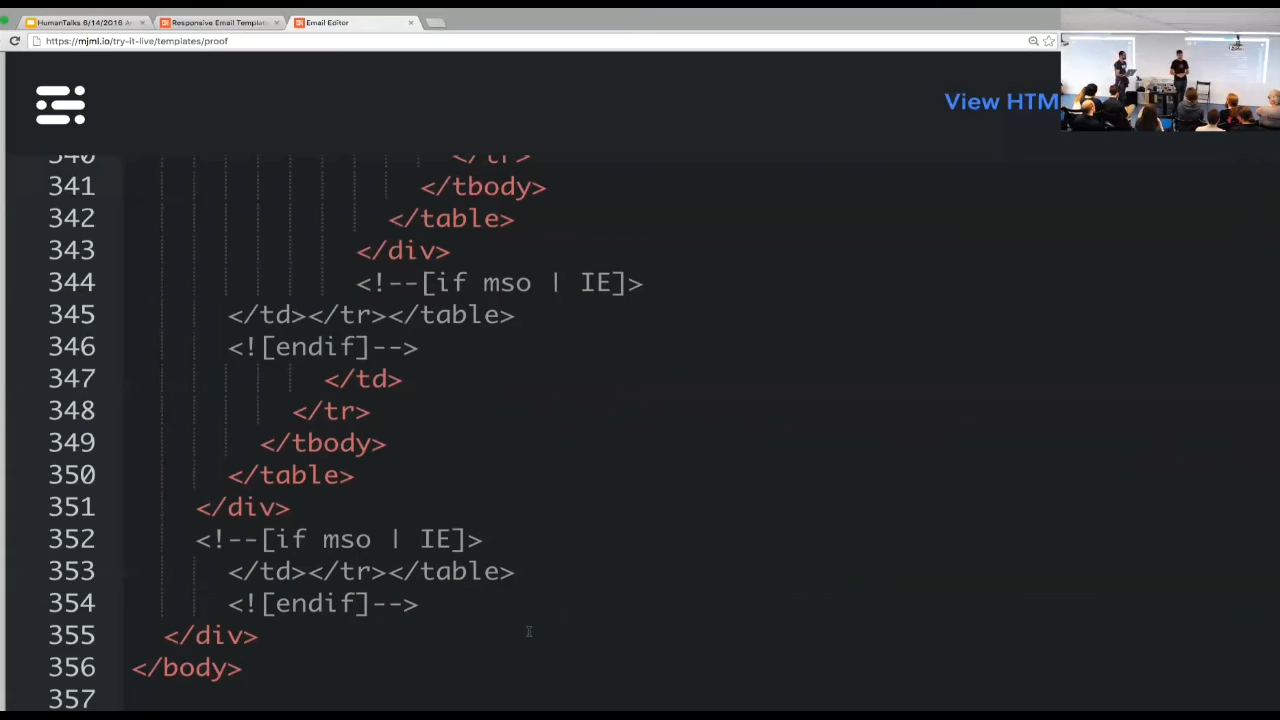 HumanTalks 6/14/2016
Responsive Email Templat
Email Editor
https://mjml.io/try-it-live/templates/proof
View HTM
340 </tr>
341 </tbody>
342 </table>
343 </div>
344 <!--[if mso | IE]>
345 </td></tr></table>
346 <![endif]-->
347 </td>
348 </tr>
349 </tbody>
350 </table>
351 </div>
352 <!--[if mso | IE]>
353 </td></tr></table>
354 <![endif]-->
355 </div>
356 </body>
357